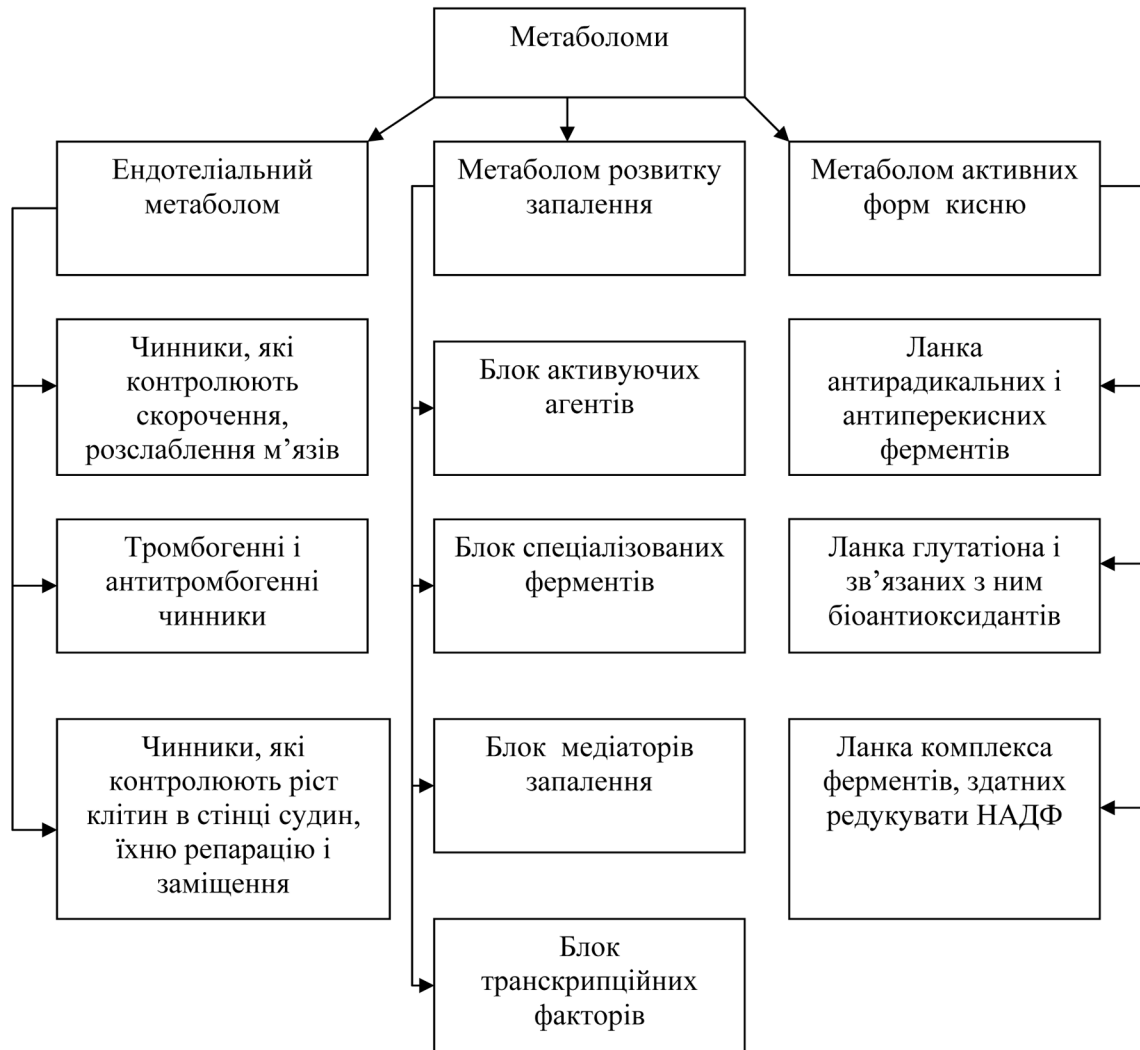 Метаболоми
Ендотеліальний
метаболом
Метаболом розвитку
запалення
Метаболом активних
форм кисню
Чинники, які
контролюють
скорочення,
розслаблення м’язів
Блок активуючих
агентів
Ланка
антирадикальних і
антиперекисних
ферментів
Тромбогенні і
антитромбогенні
чинники
Блок спеціалізованих
ферментів
Ланка глутатіона і
зв’язаних з ним
біоантиоксидантів
Чинники, які
контролюють ріст
клітин в стінці судин,
їхню репарацію і
заміщення
Блок медіаторів
запалення
Ланка комплекса
ферментів, здатних
редукувати НАДФ
Блок
транскрипційних
факторів